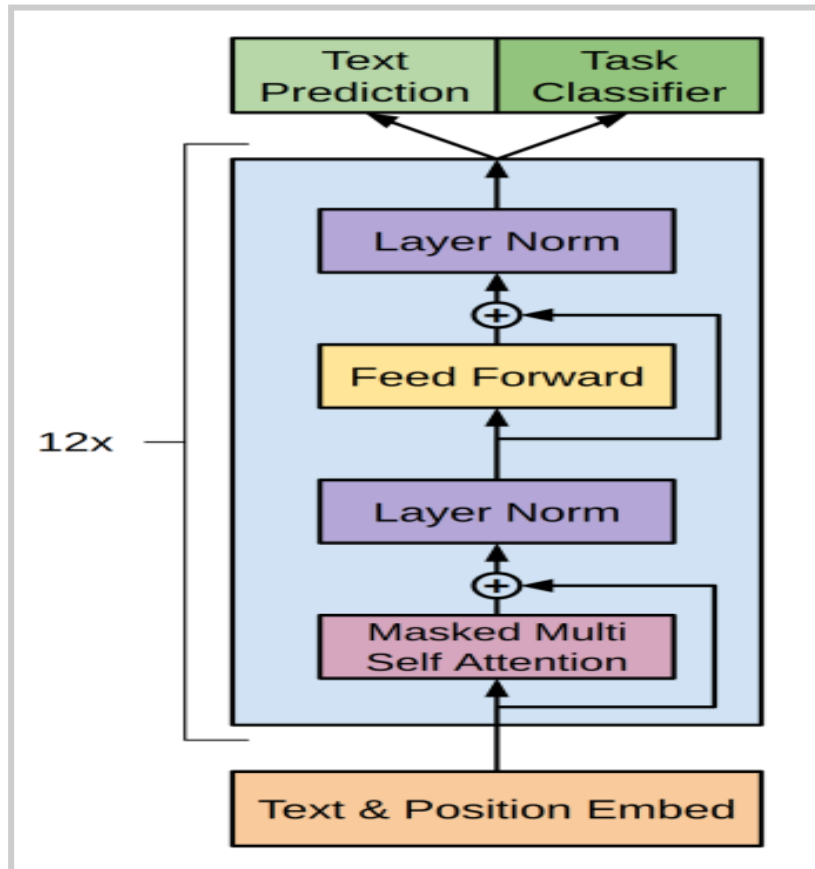 Text
Prediction
Task
Classifier
Layer Norm
+
Feed Forward
12x
Layer Norm
+
Masked Multi
Self Attention
Text & Position Embed